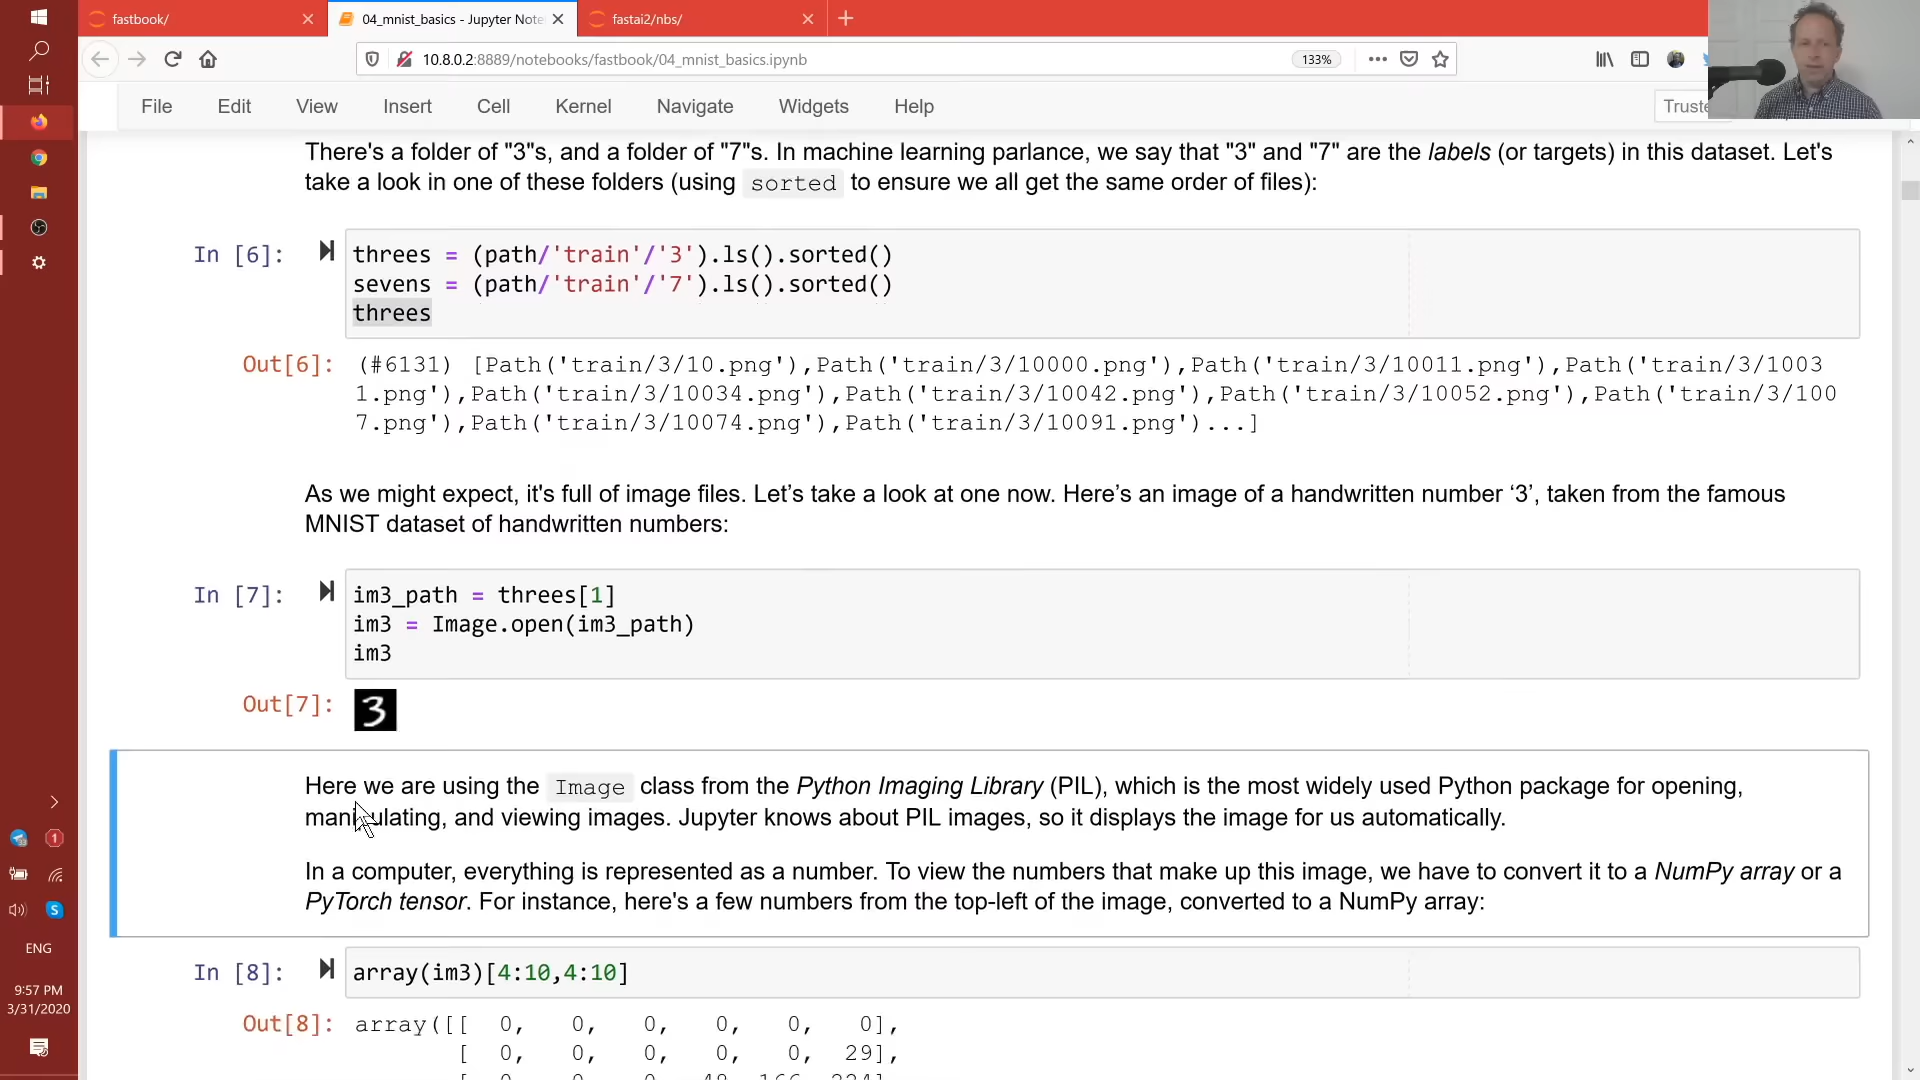 fastbook/
04_mnist_basics - Jupyter Note
fastai2/nbs/
10.8.0.2:8889/notebooks/fastbook/04_mnist_basics.ipynb
133%
File Edit View Insert Cell Kernel Navigate Widgets Help
Truste
There's a folder of "3"s, and a folder of "7"s. In machine learning parlance, we say that "3" and "7" are the labels (or targets) in this dataset. Let's
take a look in one of these folders (using sorted to ensure we all get the same order of files):
In [6]:
threes = (path/'train'/'3').ls().sorted()
sevens = (path/'train'/'7').ls().sorted()
threes
Out[6]:
(#6131) [Path('train/3/10.png'),Path('train/3/10000.png'),Path('train/3/10011.png'),Path('train/3/1003
1.png'),Path('train/3/10034.png'),Path('train/3/10042.png'),Path('train/3/10052.png'),Path('train/3/100
7.png'),Path('train/3/10074.png'),Path('train/3/10091.png')...]
As we might expect, it's full of image files. Let’s take a look at one now. Here’s an image of a handwritten number ‘3’, taken from the famous
MNIST dataset of handwritten numbers:
In [7]:
im3_path = threes[1]
im3 = Image.open(im3_path)
im3
Out[7]:
3
Here we are using the Image class from the Python Imaging Library (PIL), which is the most widely used Python package for opening,
manipulating, and viewing images. Jupyter knows about PIL images, so it displays the image for us automatically.
In a computer, everything is represented as a number. To view the numbers that make up this image, we have to convert it to a NumPy array or a
PyTorch tensor. For instance, here's a few numbers from the top-left of the image, converted to a NumPy array:
In [8]:
array(im3)[4:10,4:10]
Out[8]:
array([[ 0, 0, 0, 0, 0, 0],
[ 0, 0, 0, 0, 0, 29],
1
ENG
9:57 PM
3/31/2020